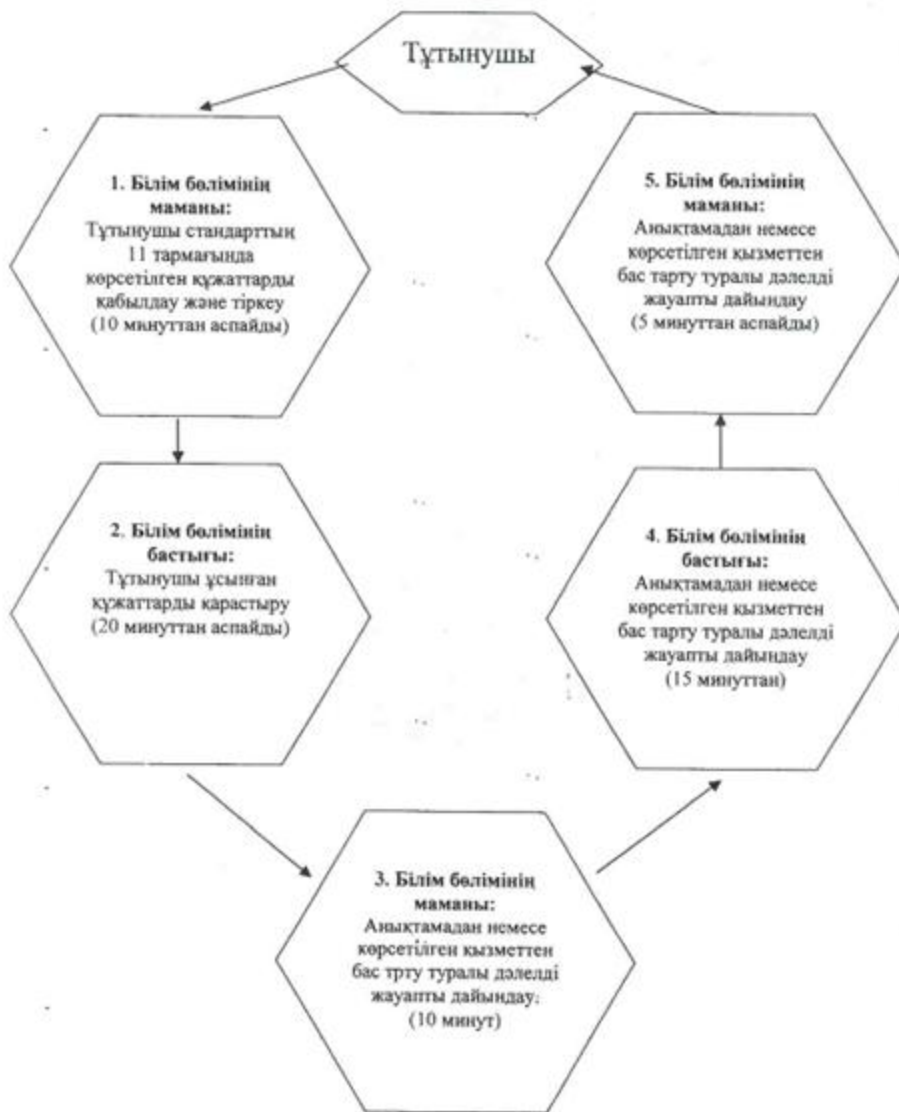 Тұтынушы
1. Білім бөлімінің
маманы:
Тұтынушы стандарттың
11 тармағында
көрсетілген құжаттарды
қабылдау және тіркеу
(10 минуттан аспайды)
2. Білім бөлімінің
бастығы:
Тұтынушы ұсынған
құжаттарды қарастыру
(20 минуттан аспайды)
3. Білім бөлімінің
маманы:
Анықтамадан немесе
көрсетілген қызметтен
бас трту туралы дәлелді
жауапты дайындау.
(10 минут)
4. Білім бөлімінің
бастығы:
Анықтамадан немесе
көрсетілген қызметтен
бас тарту туралы дәлелді
жауапты дайындау
(15 минуттан)
5. Білім бөлімінің
маманы:
Анықтамадан немесе
көрсетілген қызметтен
бас тарту туралы дәлелді
жауапты дайындау
(5 минуттан аспайды)